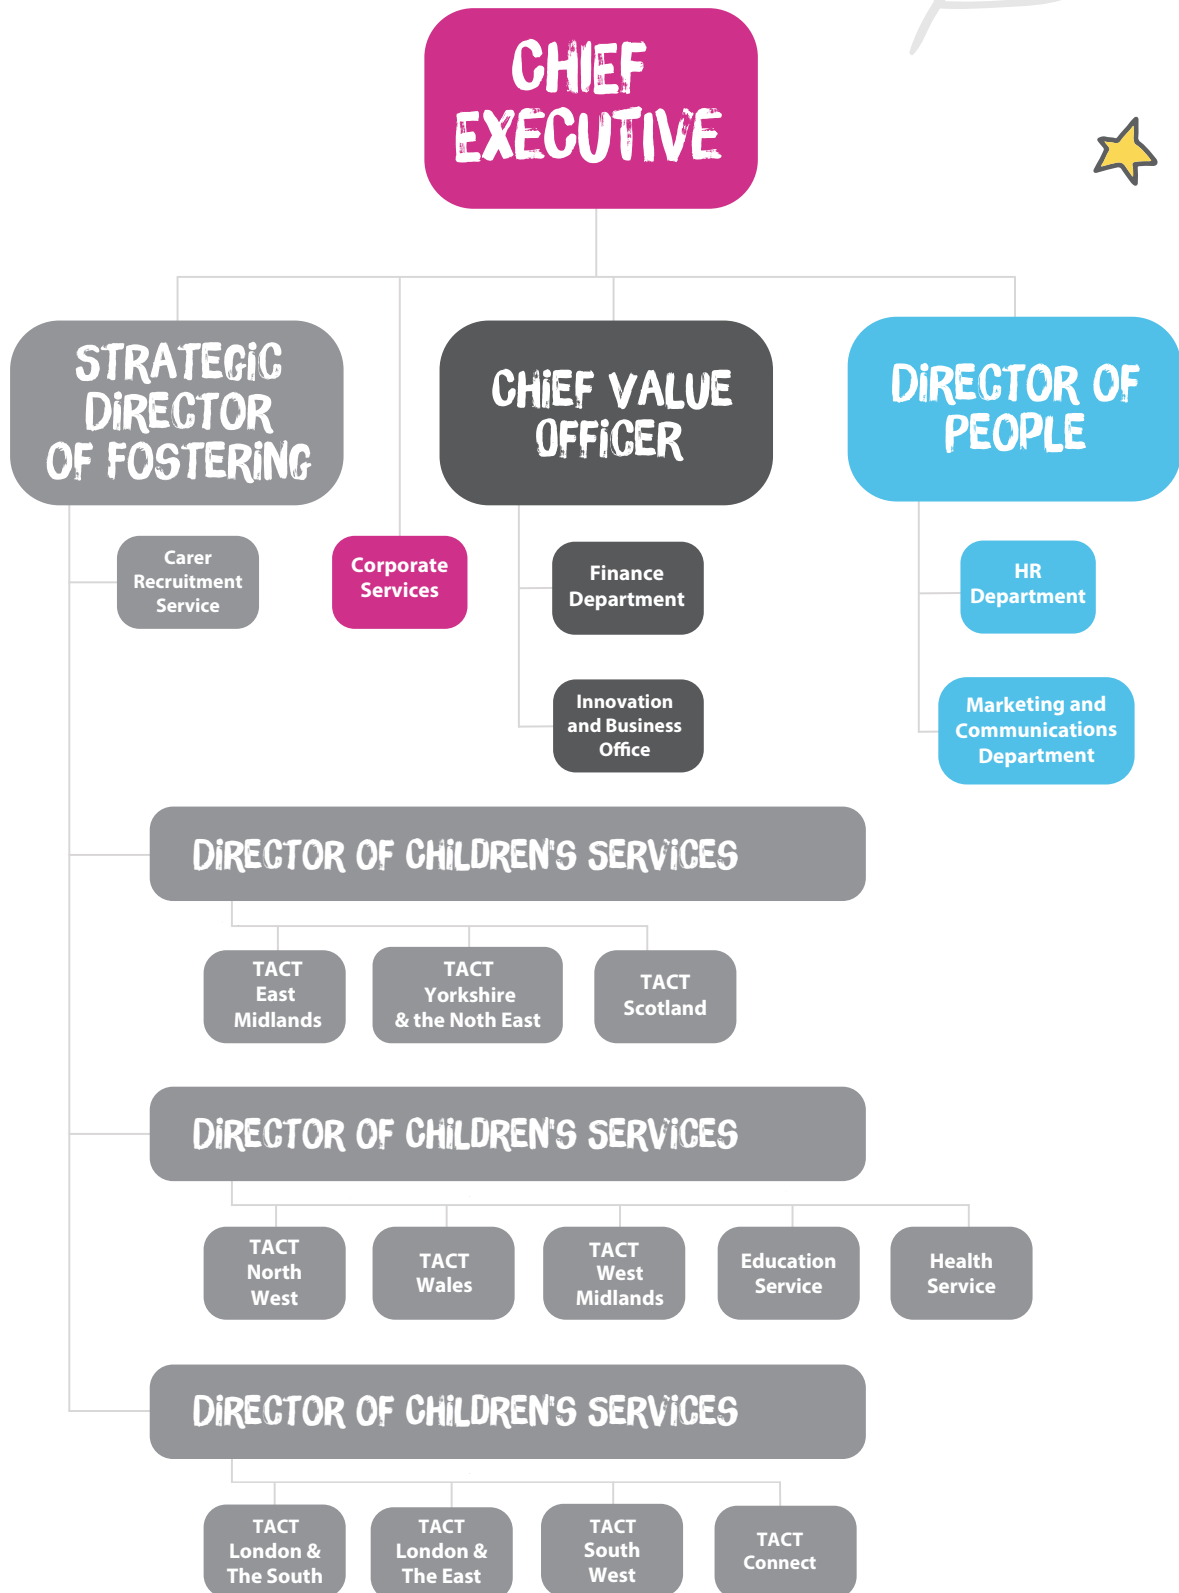 CHIEF
EXECUTIVE
STRATEGiC
DiRECTOR
OF FOSTERiNG
CHiEF VALUE
OFFiCER
DiRECTOR OF
PEOPLE
Carer
Recruitment
Service
Corporate
Services
Finance
Department
HR
Department
Innovation
and Business
Office
Marketing and
Communications
Department
DiRECTOR OF CHiLDREN'S SERViCES
TACT
East
Midlands
TACT
Yorkshire
& the Noth East
TACT
Scotland
DiRECTOR OF CHiLDREN'S SERViCES
TACT
North
West
TACT
Wales
TACT
West
Midlands
Education
Service
Health
Service
DiRECTOR OF CHiLDREN'S SERViCES
TACT
London &
The South
TACT
London &
The East
TACT
South
West
TACT
Connect